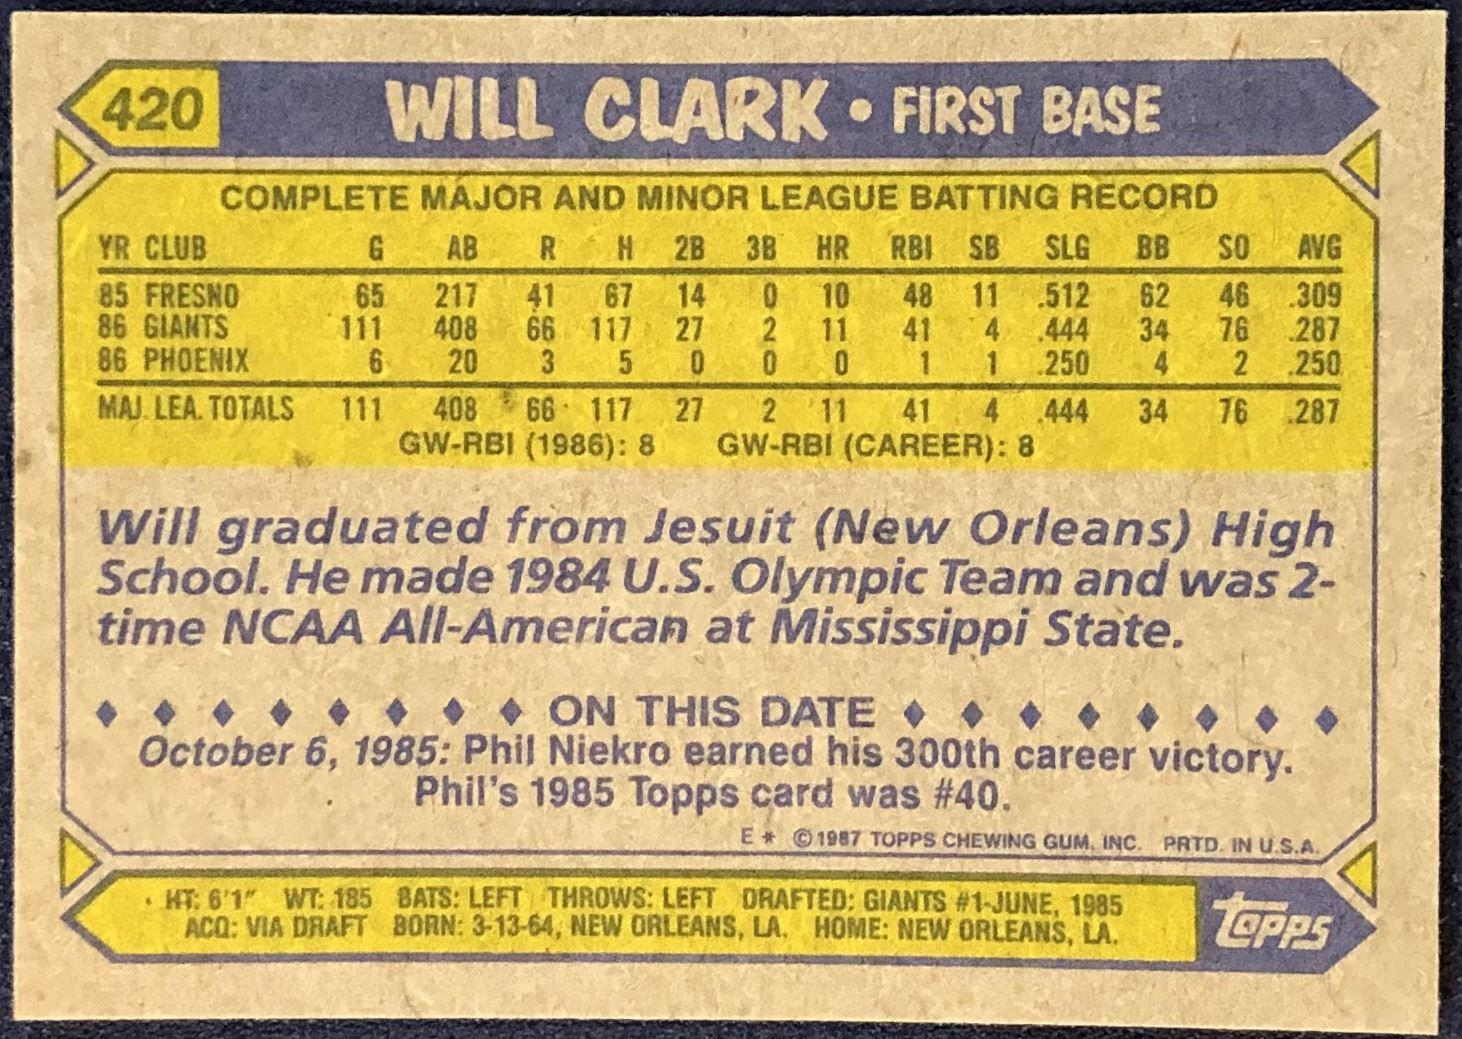 420 WILL CLARK • FIRST BASE
COMPLETE MAJOR AND MINOR LEAGUE BATTING RECORD
YR CLUB G AB R H 2B 3B HR RBI SB SLG BB SO AVG
85 FRESNO 65 217 41 67 14 0 10 48 11 .512 62 46 .309
86 GIANTS 111 408 66 117 27 2 11 41 4 .444 34 76 .287
86 PHOENIX 6 20 3 5 0 0 0 1 1 .250 4 2 .250
MAJ. LEA. TOTALS 111 408 66 117 27 2 11 41 4 .444 34 76 .287
GW-RBI (1986): 8 GW-RBI (CAREER): 8
Will graduated from Jesuit (New Orleans) High
School. He made 1984 U.S. Olympic Team and was 2-
time NCAA All-American at Mississippi State.
♦ ♦ ♦ ♦ ♦ ♦ ♦ ♦ ON THIS DATE ♦ ♦ ♦ ♦ ♦ ♦ ♦ ♦
October 6, 1985: Phil Niekro earned his 300th career victory.
Phil's 1985 Topps card was #40.
E * ©1987 TOPPS CHEWING GUM, INC. PRTD. IN U.S.A.
HT: 6'1" WT: 185 BATS: LEFT THROWS: LEFT DRAFTED: GIANTS #1-JUNE, 1985
ACQ: VIA DRAFT BORN: 3-13-64, NEW ORLEANS, LA. HOME: NEW ORLEANS, LA.
topps